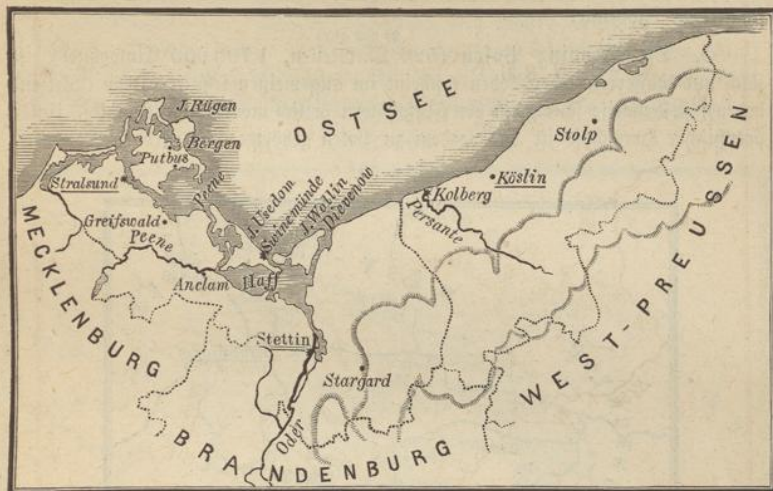 OSTSEE
J. Rügen
Bergen
Putbus
Stralsund
Greifswald
Peene
Peene
Anclam
J. Usedom
Swinemünde
J. Wollin
Dievenow
Haff
Stettin
Oder
Stargard
Kolberg
Persante
Köslin
Stolp
MECKLENBURG
BRANDENBURG
WEST-PREUSSEN